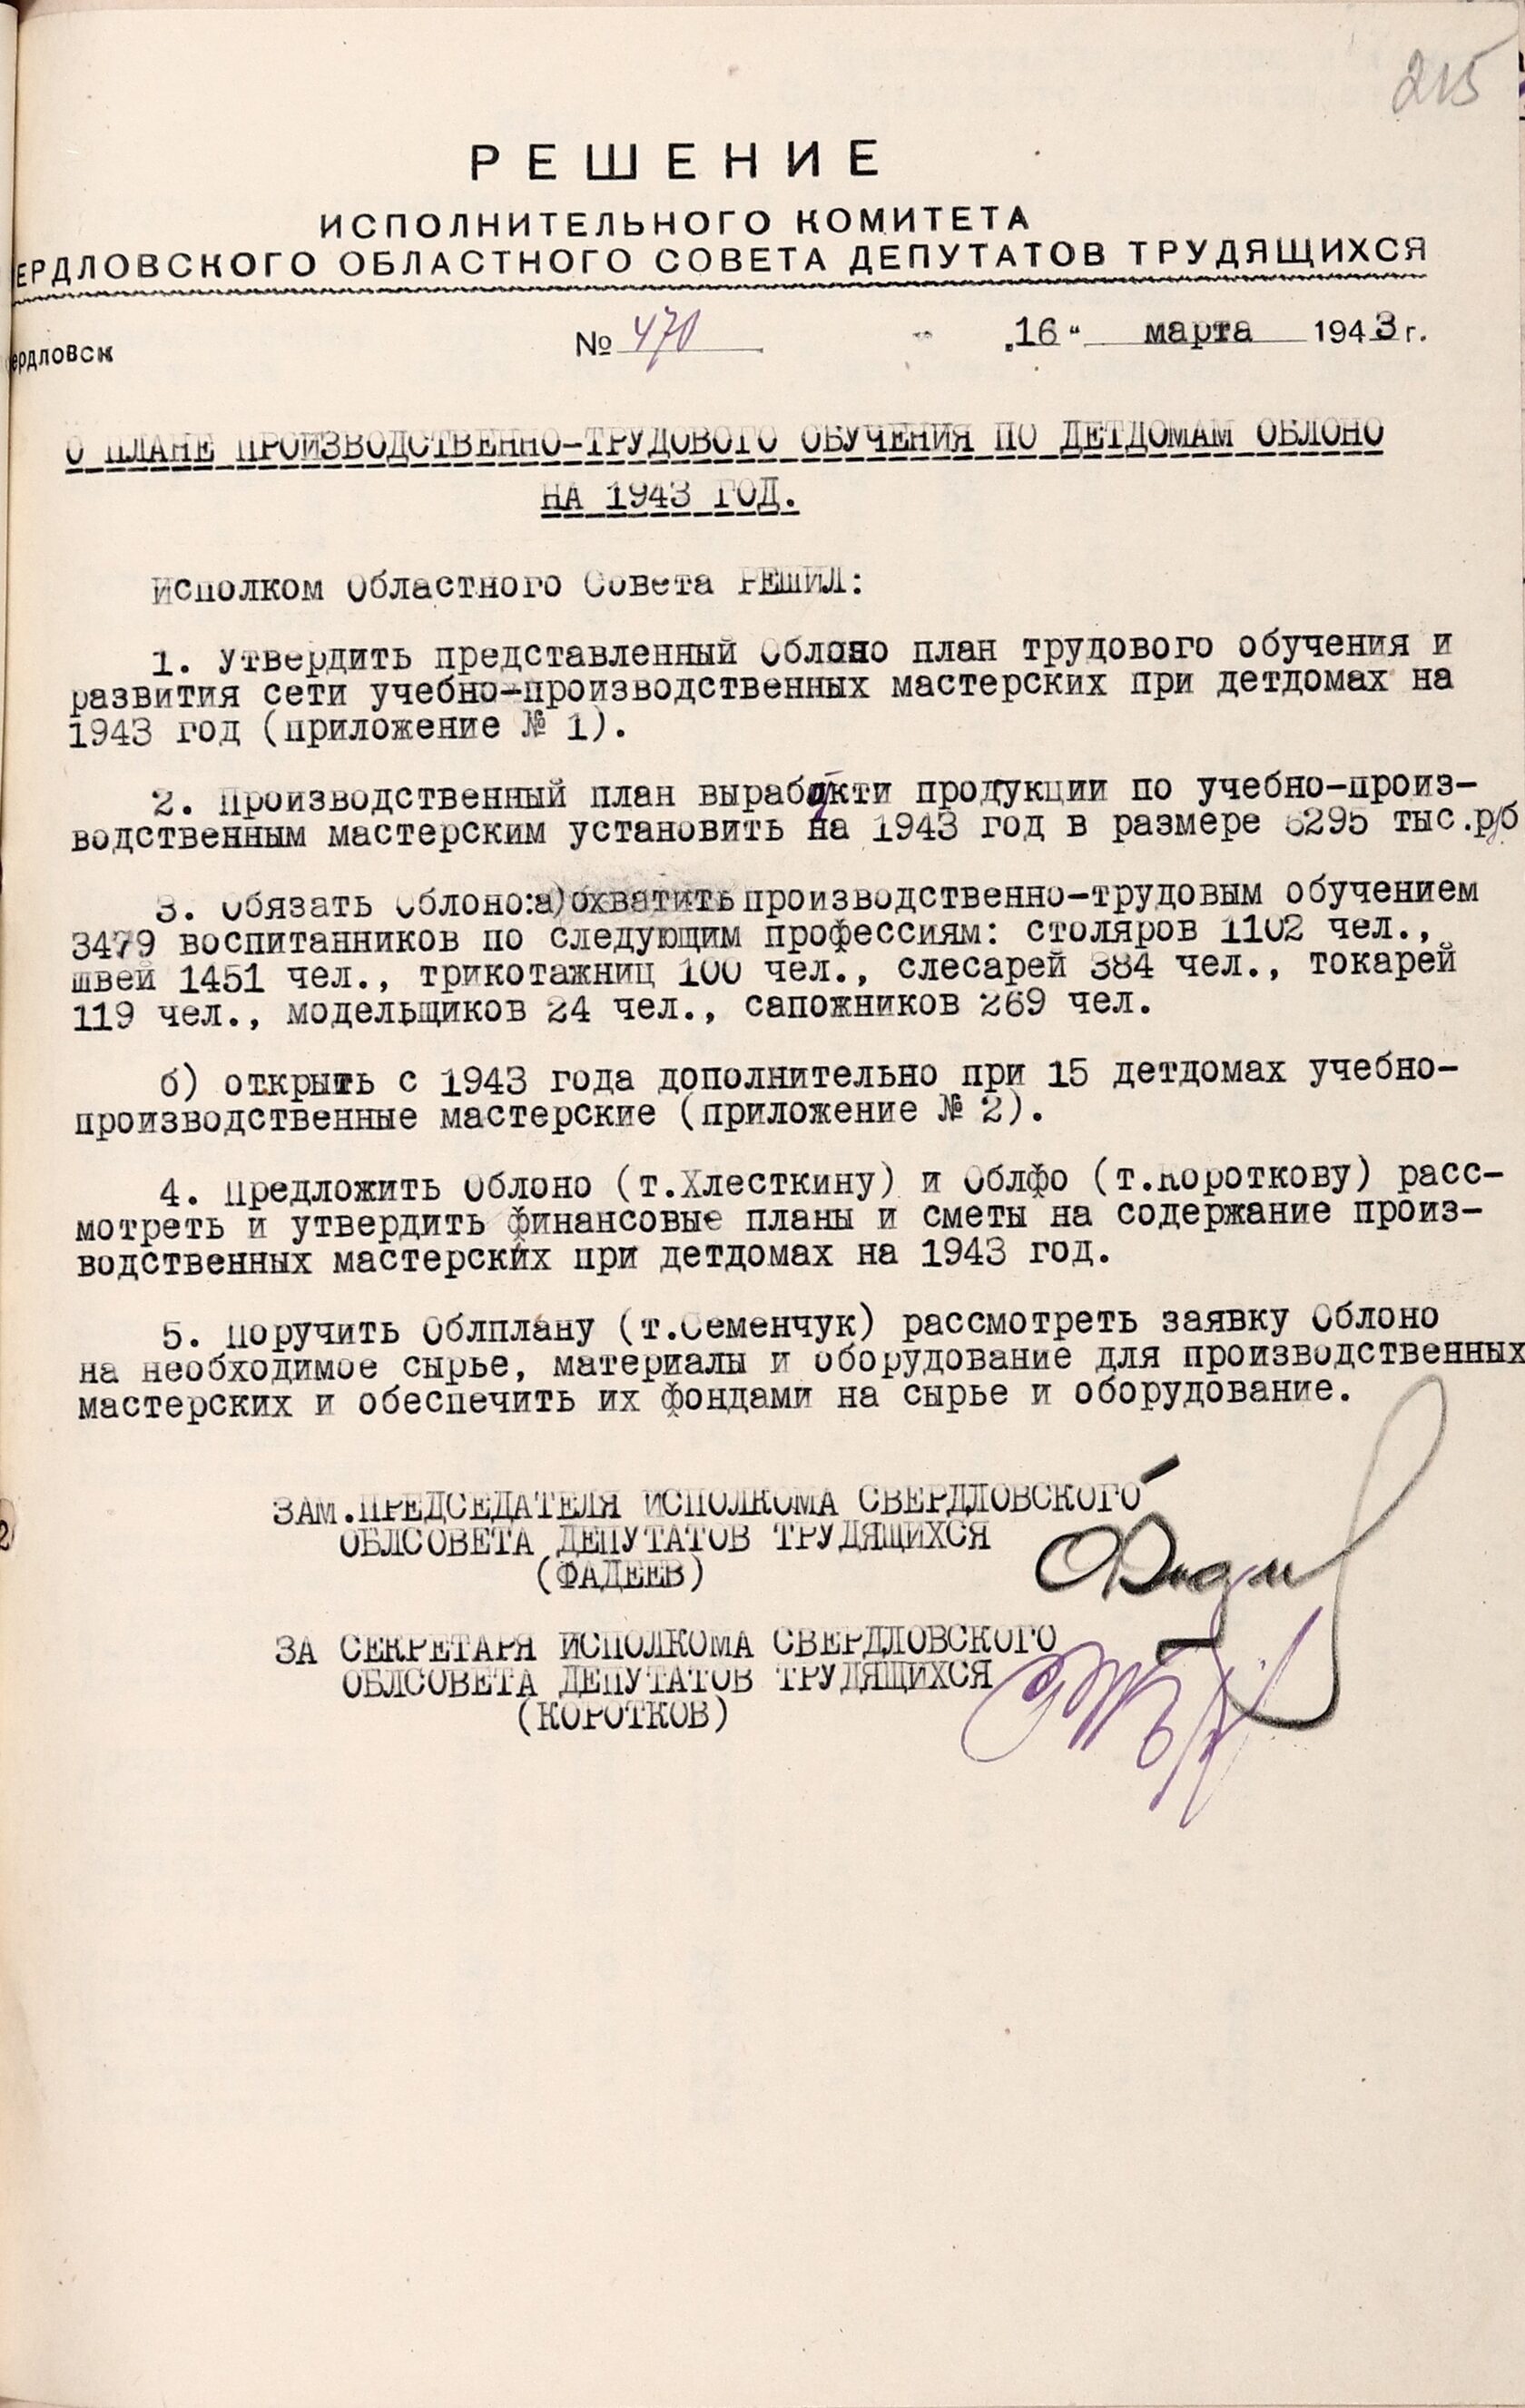 215
РЕШЕНИЕ
ИСПОЛНИТЕЛЬНОГО КОМИТЕТА
ЕРДЛОВСКОГО ОБЛАСТНОГО СОВЕТА ДЕПУТАТОВ ТРУДЯЩИХСЯ
ердловск № 470 „16" марта 1943 г.
О ПЛАНЕ ПРОИЗВОДСТВЕННО-ТРУДОВОГО ОБУЧЕНИЯ ПО ДЕТДОМАМ ОБЛОНО
НА 1943 ГОД.
Исполком Областного Совета РЕШИЛ:
1. Утвердить представленный Облоно план трудового обучения и
развития сети учебно-производственных мастерских при детдомах на
1943 год (приложение № 1).
2. Производственный план выработки продукции по учебно-произ-
водственным мастерским установить на 1943 год в размере 6295 тыс.рб
3. Обязать Облоно:а)охватить производственно-трудовым обучением
3479 воспитанников по следующим профессиям: столяров 1102 чел.,
швей 1451 чел., трикотажниц 100 чел., слесарей 384 чел., токарей
119 чел., модельщиков 24 чел., сапожников 269 чел.
б) открыть с 1943 года дополнительно при 15 детдомах учебно-
производственные мастерские (приложение № 2).
4. Предложить Облоно (т.Хлесткину) и Облфо (т.Короткову) расс-
мотреть и утвердить финансовые планы и сметы на содержание произ-
водственных мастерских при детдомах на 1943 год.
5. Поручить Облплану (т.Семенчук) рассмотреть заявку Облоно
на необходимое сырье, материалы и оборудование для производственных
мастерских и обеспечить их фондами на сырье и оборудование.
ЗАМ.ПРЕДСЕДАТЕЛЯ ИСПОЛКОМА СВЕРДЛОВСКОГО
ОБЛСОВЕТА ДЕПУТАТОВ ТРУДЯЩИХСЯ
(ФАДЕЕВ)
ЗА СЕКРЕТАРЯ ИСПОЛКОМА СВЕРДЛОВСКОГО
ОБЛСОВЕТА ДЕПУТАТОВ ТРУДЯЩИХСЯ
(КОРОТКОВ)